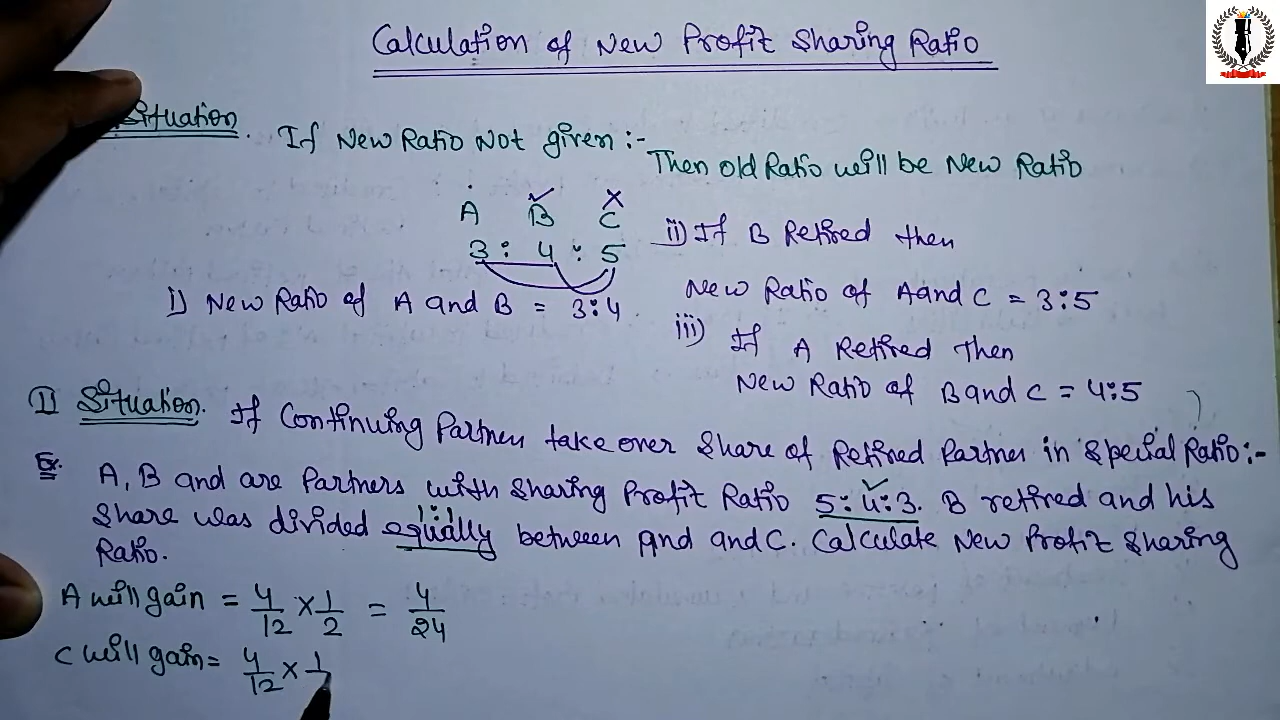 Calculation of New Profit Sharing Ratio
Situation. If New Ratio Not given :-
Then old Ratio will be New Ratio
A B C
3 : 4 : 5
i) New Ratio of A and B = 3:4.
ii) If B Retired then
New Ratio of A and C = 3:5
iii) If A Retired Then
New Ratio of B and C = 4:5
II Situation. If Continuing Partner take over Share of Retired Partner in Special Ratio:-
Ex. A, B and are Partners with Sharing Profit Ratio 5:4:3. B retired and his
1:1
Share was divided equally between And and C. Calculate New Profit Sharing
Ratio.
A will gain = 4/12 × 1/2 = 4/24
C will gain = 4/12 × 1/